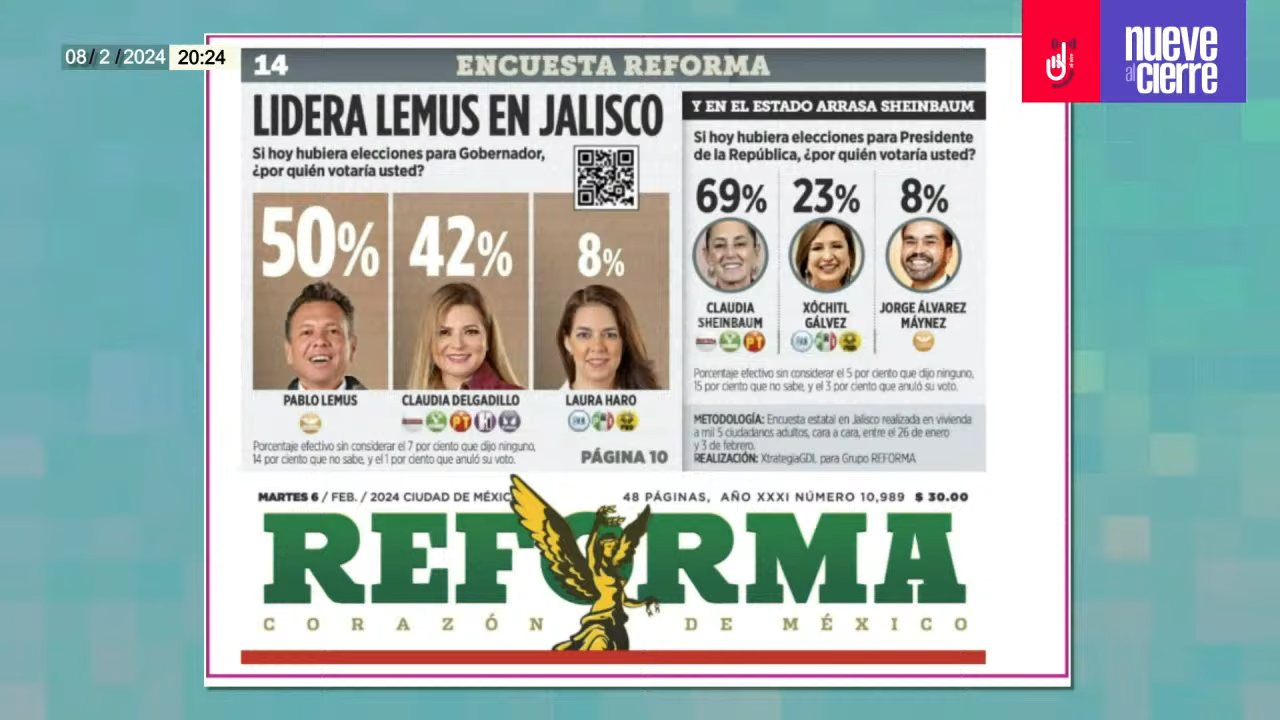 08/ 2 /2024 20:24
nueve
al cierre
14 ENCUESTA REFORMA
LIDERA LEMUS EN JALISCO
Si hoy hubiera elecciones para Gobernador,
¿por quién votaría usted?
50% 42% 8%
PABLO LEMUS CLAUDIA DELGADILLO LAURA HARO
PAN PRI PRD
Porcentaje efectivo sin considerar el 7 por ciento que dijo ninguno,
14 por ciento que no sabe, y el 1 por ciento que anuló su voto.
PÁGINA 10
Y EN EL ESTADO ARRASA SHEINBAUM
Si hoy hubiera elecciones para Presidente
de la República, ¿por quién votaría usted?
69% 23% 8%
CLAUDIA SHEINBAUM
XÓCHITL GÁLVEZ
JORGE ÁLVAREZ MÁYNEZ
PT PAN PRI PRD
Porcentaje efectivo sin considerar el 5 por ciento que dijo ninguno,
15 por ciento que no sabe, y el 3 por ciento que anuló su voto.
METODOLOGÍA: Encuesta estatal en Jalisco realizada en vivienda
a mil 5 ciudadanos adultos, cara a cara, entre el 26 de enero
y 3 de febrero.
REALIZACIÓN: XtrategiaGDL para Grupo REFORMA
MARTES 6 / FEB. / 2024 CIUDAD DE MÉXIC
48 PÁGINAS, AÑO XXXI NÚMERO 10,989 $ 30.00
REFORMA
CORAZÓN DE MÉXICO